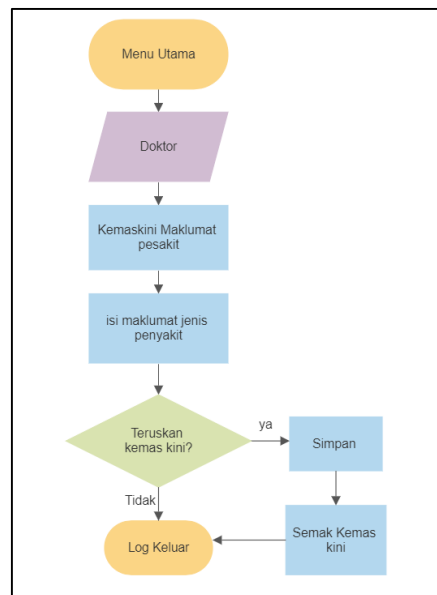 Menu Utama
Doktor
Kemaskini Maklumat
pesakit
isi maklumat jenis
penyakit
Teruskan
kemas kini?
ya
Simpan
Tidak
Semak Kemas
kini
Log Keluar